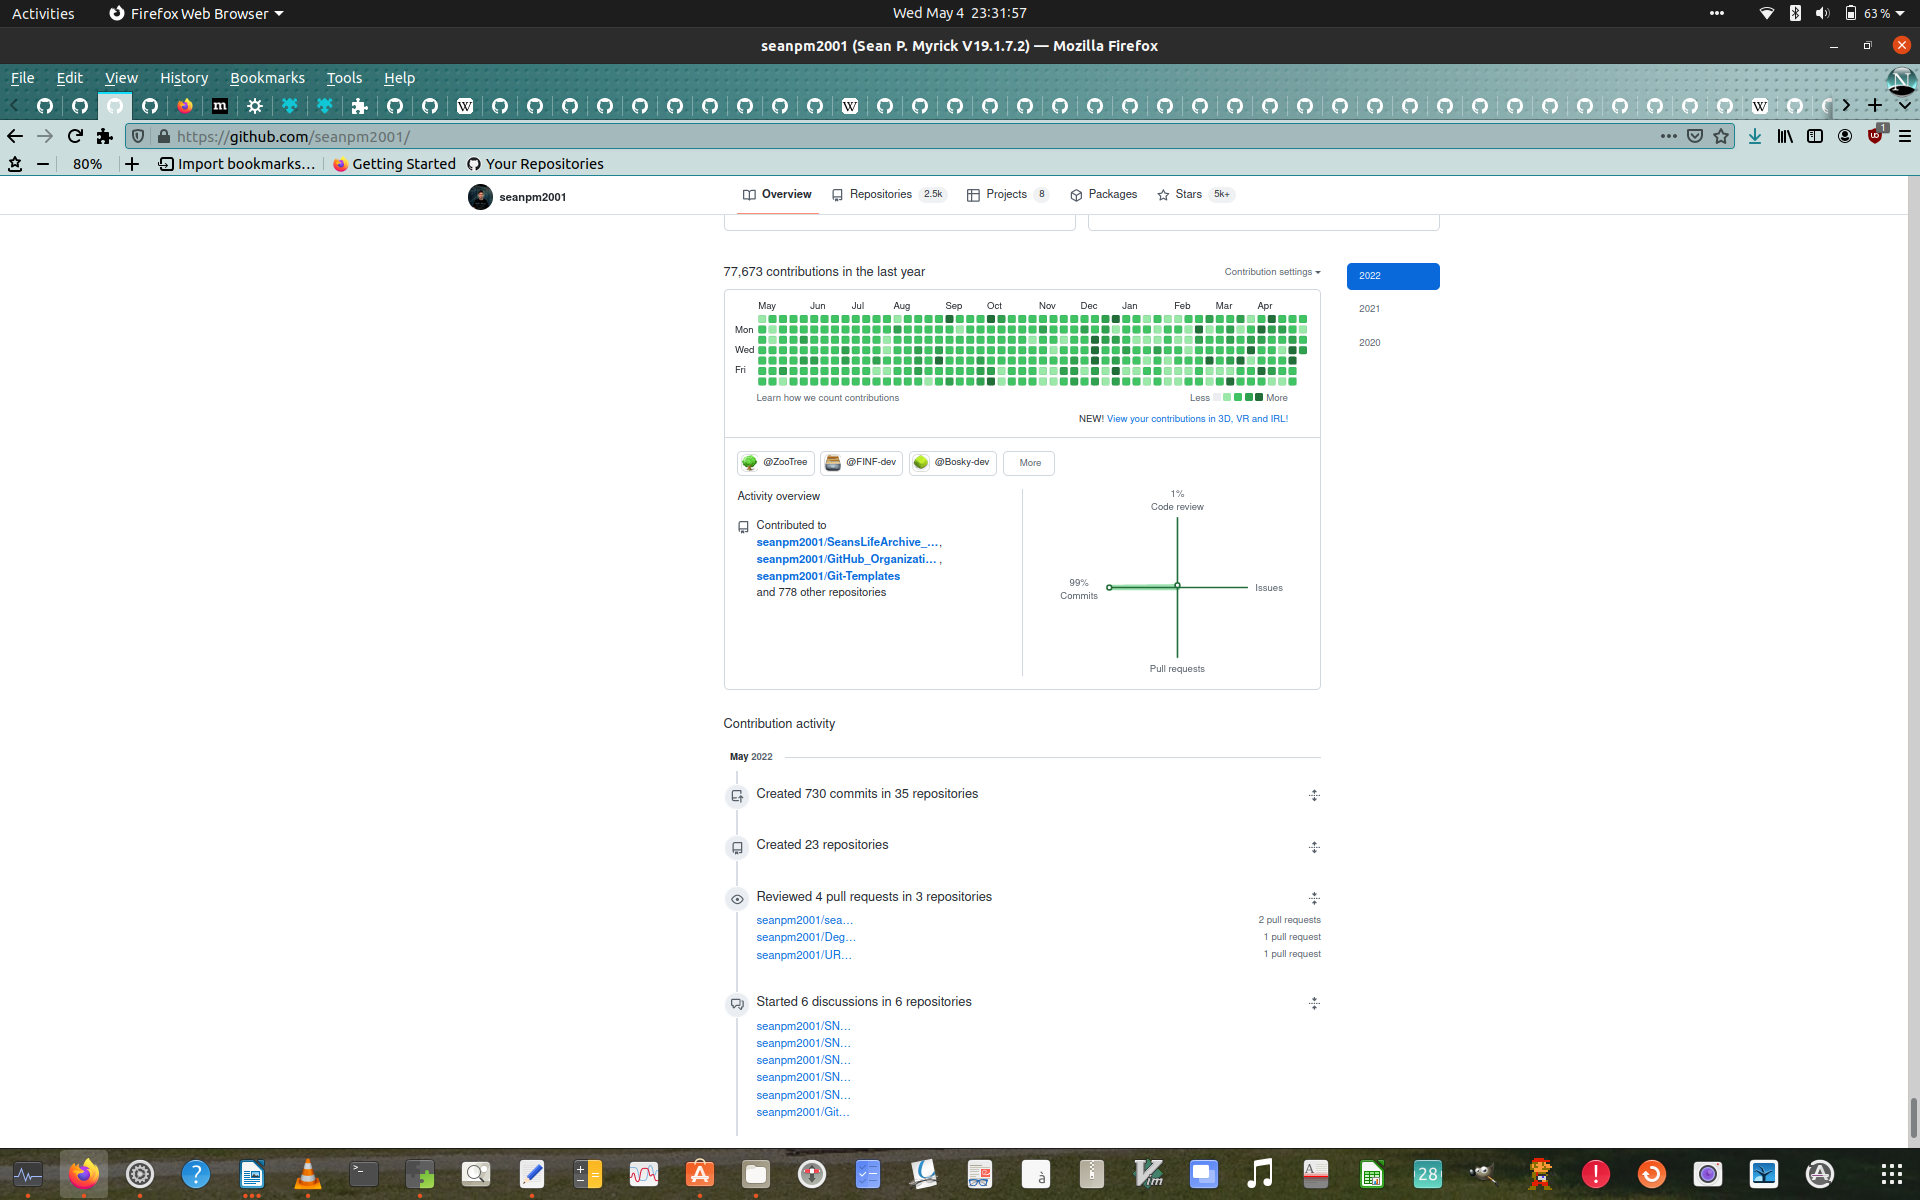 Activities
Firefox Web Browser
Wed May 4 23:31:57
63 %
seanpm2001 (Sean P. Myrick V19.1.7.2) — Mozilla Firefox
File Edit View History Bookmarks Tools Help
https://github.com/seanpm2001/
80%
Import bookmarks...
Getting Started
Your Repositories
seanpm2001
Overview
Repositories 2.5k
Projects 8
Packages
Stars 5k+
77,673 contributions in the last year
Contribution settings
2022
2021
2020
May Jun Jul Aug Sep Oct Nov Dec Jan Feb Mar Apr
Mon
Wed
Fri
Learn how we count contributions
Less More
NEW! View your contributions in 3D, VR and IRL!
@ZooTree
@FINF-dev
@Bosky-dev
More
Activity overview
Contributed to
seanpm2001/SeansLifeArchive_...,
seanpm2001/GitHub_Organizati... ,
seanpm2001/Git-Templates
and 778 other repositories
1%
Code review
99%
Commits
Issues
Pull requests
Contribution activity
May 2022
Created 730 commits in 35 repositories
Created 23 repositories
Reviewed 4 pull requests in 3 repositories
seanpm2001/sea... 2 pull requests
seanpm2001/Deg... 1 pull request
seanpm2001/UR... 1 pull request
Started 6 discussions in 6 repositories
seanpm2001/SN...
seanpm2001/SN...
seanpm2001/SN...
seanpm2001/SN...
seanpm2001/SN...
seanpm2001/Git...
28